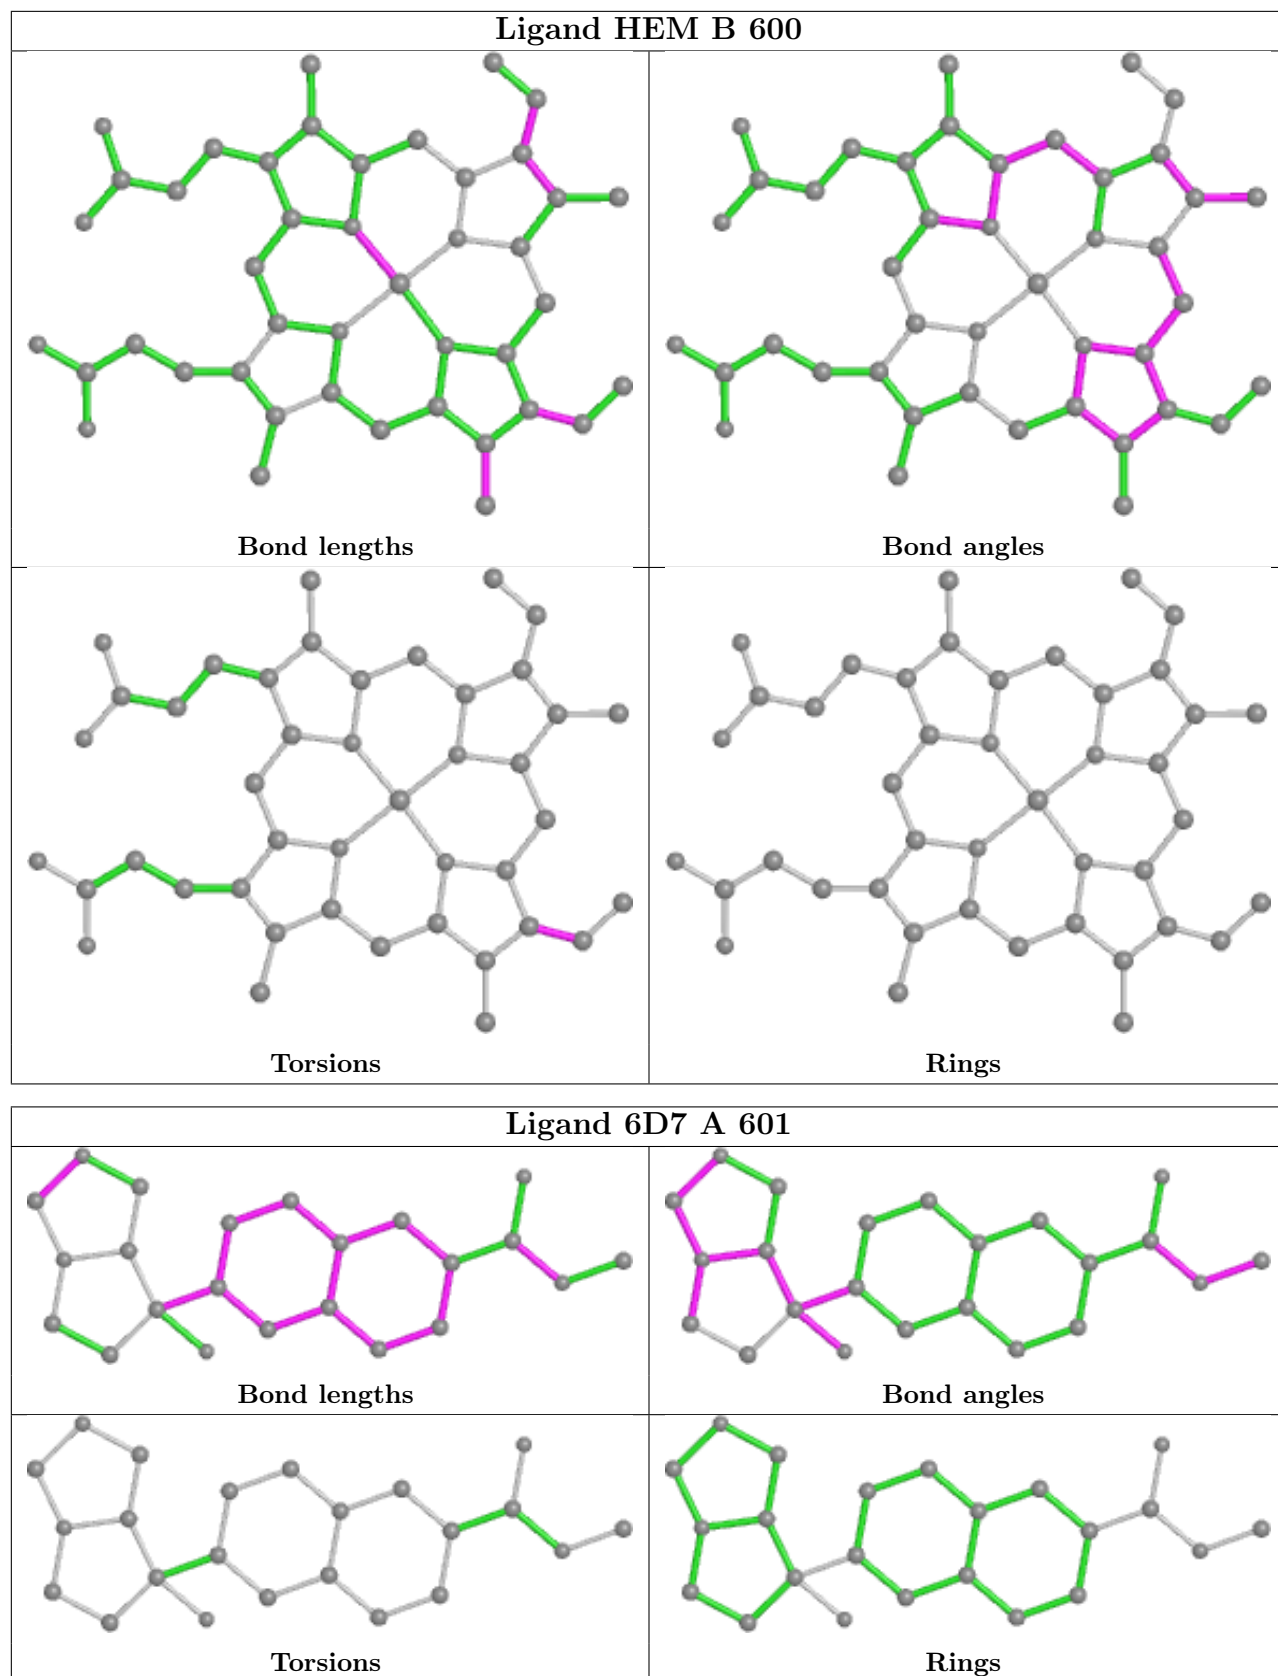 Ligand HEM B 600
Bond lengths
Bond angles
Torsions
Rings
Ligand 6D7 A 601
Bond lengths
Bond angles
Torsions
Rings